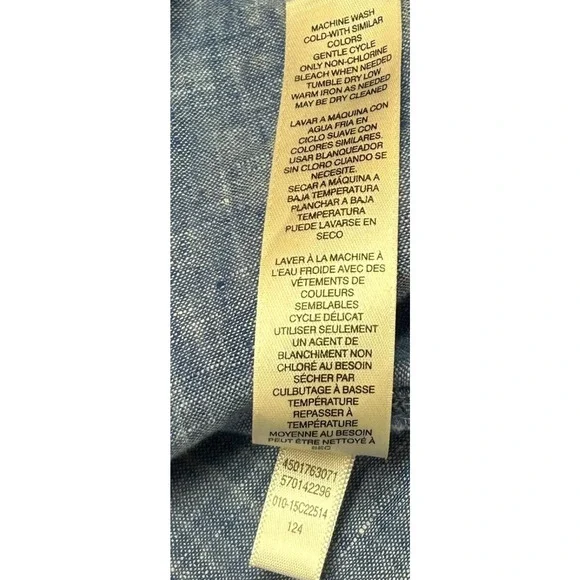 MACHINE WASH
COLD-WITH SIMILAR
COLORS
GENTLE CYCLE
ONLY NON-CHLORINE
BLEACH WHEN NEEDED
TUMBLE DRY LOW
WARM IRON AS NEEDED
MAY BE DRY CLEANED
LAVAR A MÁQUINA CON
AGUA FRIA EN
CICLO SUAVE CON
COLORES SIMILARES.
USAR BLANQUEADOR
SIN CLORO CUANDO SE
NECESITE.
SECAR A MÁQUINA A
BAJA TEMPERATURA
PLANCHAR A BAJA
TEMPERATURA
PUEDE LAVARSE EN
SECO
LAVER À LA MACHINE À
L'EAU FROIDE AVEC DES
VÊTEMENTS DE
COULEURS
SEMBLABLES
CYCLE DÉLICAT
UTILISER SEULEMENT
UN AGENT DE
BLANCHIMENT NON
CHLORÉ AU BESOIN
SÉCHER PAR
CULBUTAGE À BASSE
TEMPÉRATURE
REPASSER À
TEMPÉRATURE
MOYENNE AU BESOIN
PEUT ÊTRE NETTOYÉ À
SEC
4501763071
570142296
010-15C22514
124